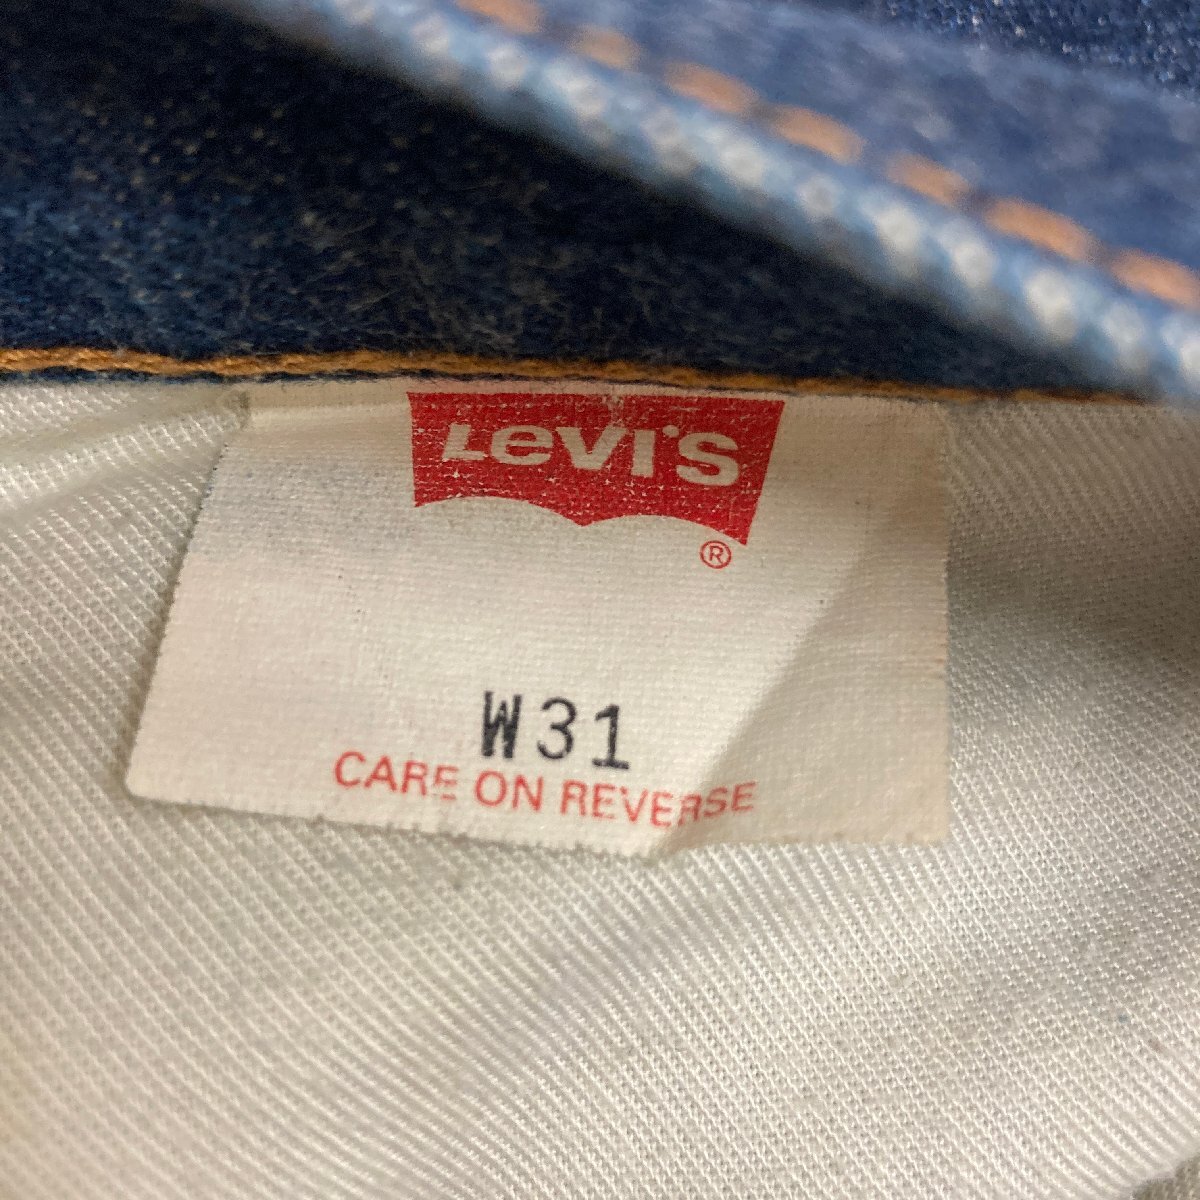 Levi's
®
W31
CARE ON REVERSE